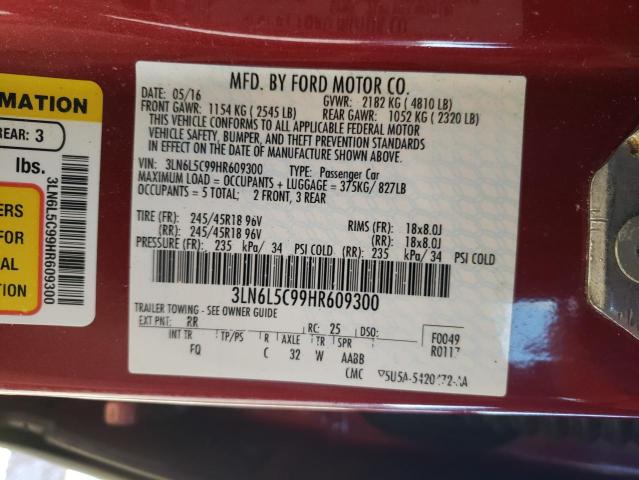 RMATION
REAR: 3
lbs.
3LN6L5C99HR609300
ERS
FOR
AL
ION
MFD. BY FORD MOTOR CO.
DATE: 05/16 GVWR: 2182 KG ( 4810 LB)
FRONT GAWR: 1154 KG ( 2545 LB) REAR GAWR: 1052 KG ( 2320 LB)
THIS VEHICLE CONFORMS TO ALL APPLICABLE FEDERAL MOTOR
VEHICLE SAFETY, BUMPER, AND THEFT PREVENTION STANDARDS
IN EFFECT ON THE DATE OF MANUFACTURE SHOWN ABOVE.
VIN: 3LN6L5C99HR609300 TYPE: Passenger Car
MAXIMUM LOAD = OCCUPANTS + LUGGAGE = 375KG/ 827LB
OCCUPANTS = 5 TOTAL; 2 FRONT, 3 REAR
TIRE (FR): 245/45R18 96V RIMS (FR): 18x8.0J
(RR): 245/45R18 96V (RR): 18x8.0J
PRESSURE (FR): 235 kPa/ 34 PSI COLD (RR): 235 kPa/ 34 PSI COLD
3LN6L5C99HR609300
TRAILER TOWING - SEE OWNER GUIDE
EXT PNT: RR RC: 25 DSO: F0049
INT TR TP/PS R AXLE TR SPR R0117
FQ C 32 W AABB
CMC